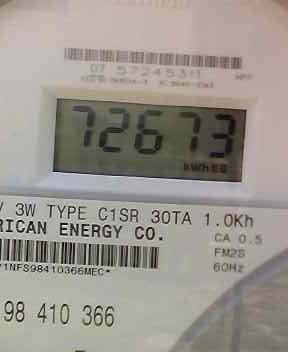 07 57245311
72673
3W TYPE C1SR 30TA 1.0Kh
RICAN ENERGY CO.
CA 0.5
FM2S
60Hz
1NFS98410366MEC*
98 410 366